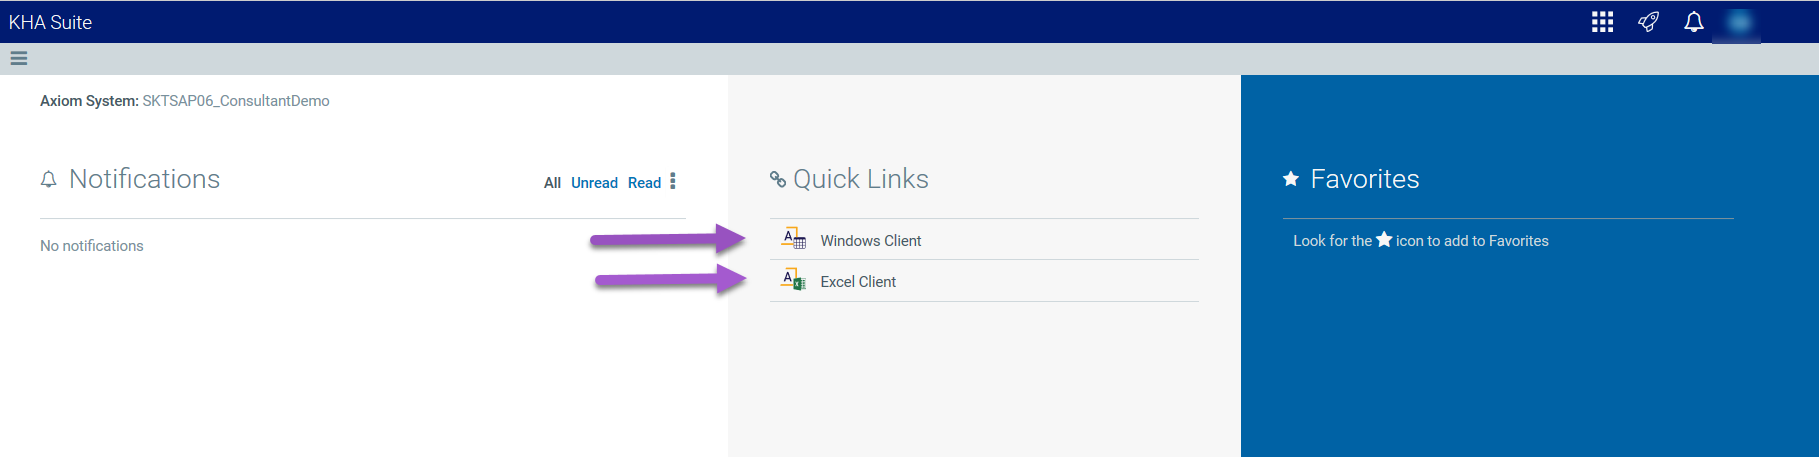 KHA Suite
Axiom System: SKTSAP06_ConsultantDemo
Notifications
All Unread Read
No notifications
Quick Links
Windows Client
Excel Client
Favorites
Look for the icon to add to Favorites